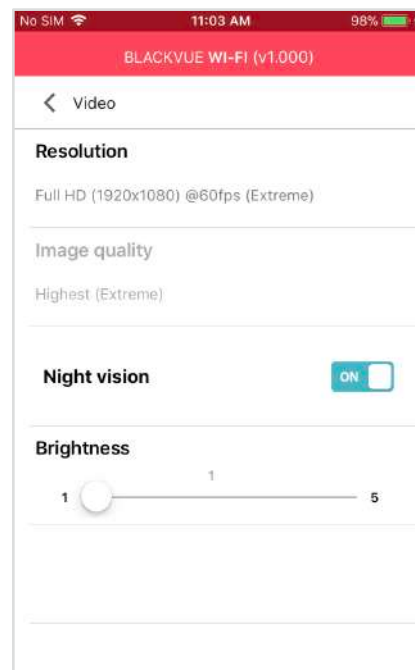 No SIM 11:03 AM 98%
BLACKVUE WI-FI (v1.000)
Video
Resolution
Full HD (1920x1080) @60fps (Extreme)
Image quality
Highest (Extreme)
Night vision ON
Brightness
1
1 5